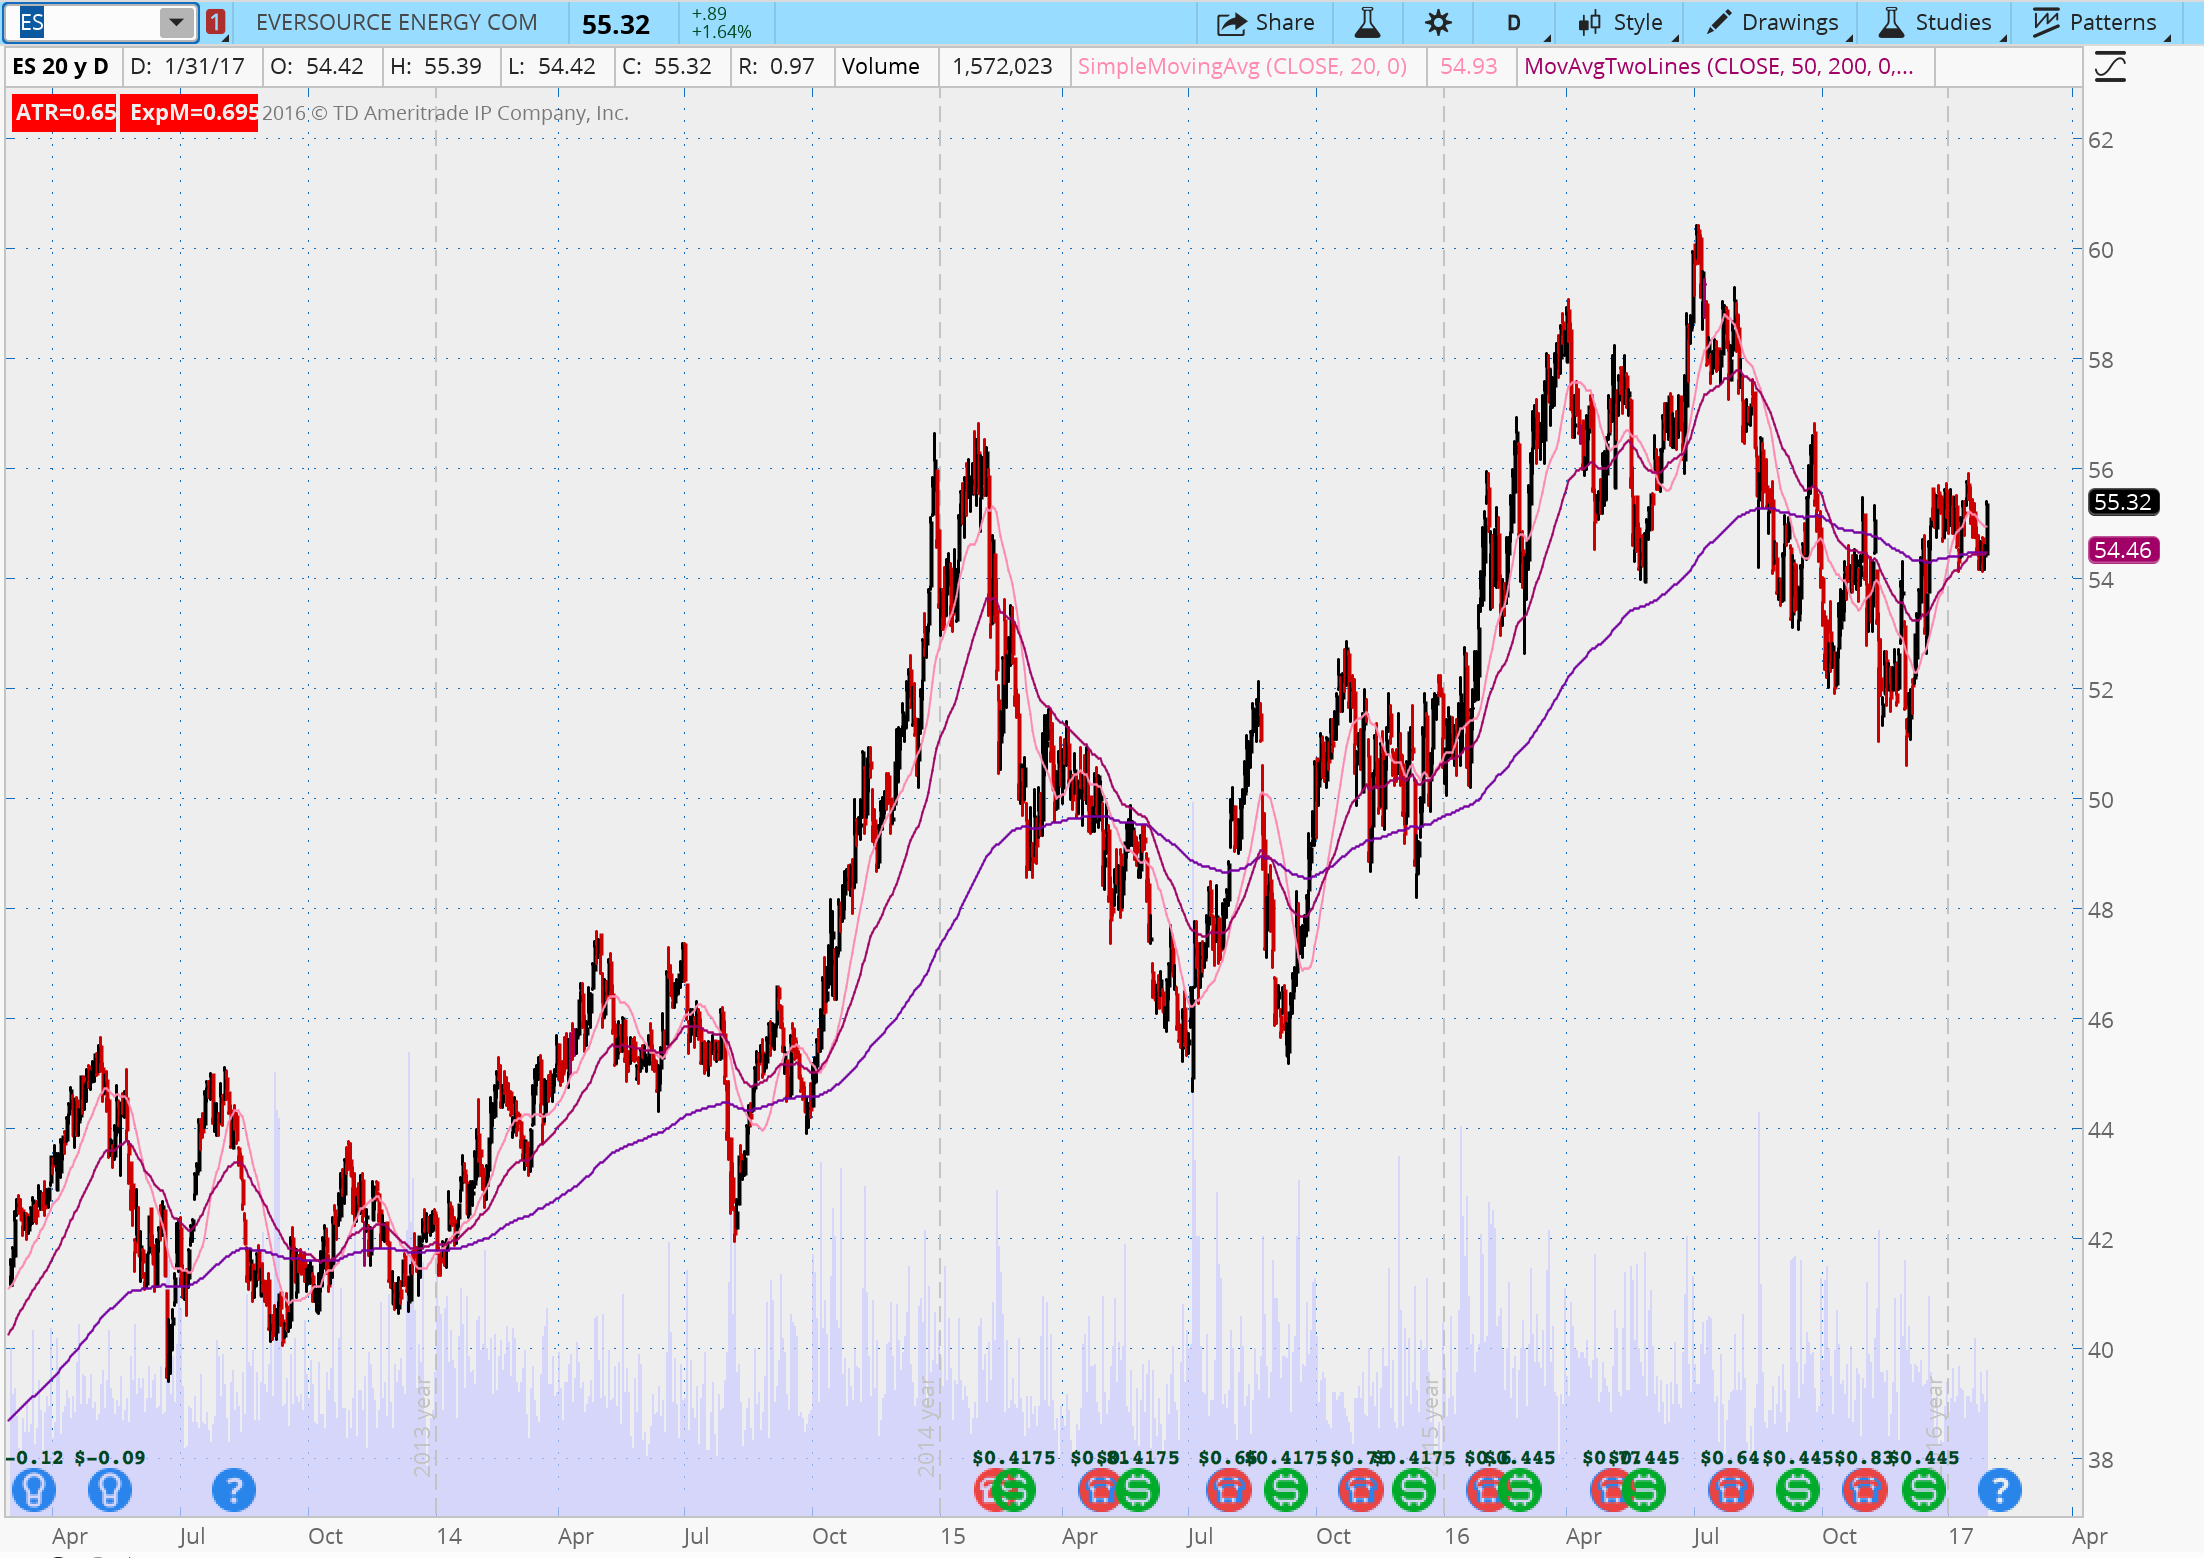 ES 1 EVERSOURCE ENERGY COM 55.32 +.89 +1.64% Share D Style Drawings Studies Patterns
ES 20 y D D: 1/31/17 O: 54.42 H: 55.39 L: 54.42 C: 55.32 R: 0.97 Volume 1,572,023 SimpleMovingAvg (CLOSE, 20, 0) 54.93 MovAvgTwoLines (CLOSE, 50, 200, 0,...
ATR=0.65 ExpM=0.695 2016 © TD Ameritrade IP Company, Inc.
62
60
58
56
55.32
54.46
54
52
50
48
46
44
42
40
2013 year
2014 year
38
-0.12 $-0.09 $0.4175 $0.4175 $0.445 $0.64 $0.445 $0.83 $0.445
? $ $ $ $ $ $ $ $ ?
Apr Jul Oct 14 Apr Jul Oct 15 Apr Jul Oct 16 Apr Jul Oct 17 Apr